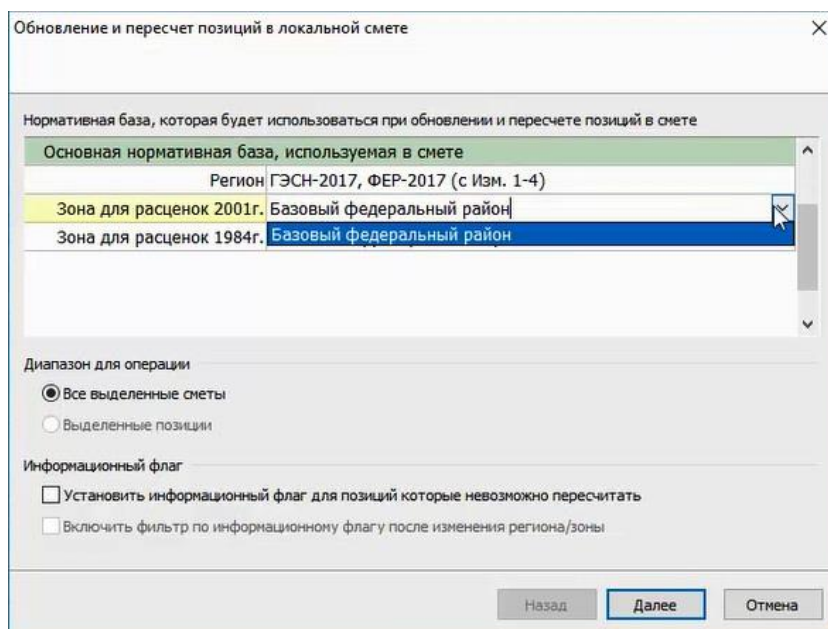 Обновление и пересчет позиций в локальной смете
Нормативная база, которая будет использоваться при обновлении и пересчете позиций в смете
Основная нормативная база, используемая в смете
Регион ГЭСН-2017, ФЕР-2017 (с Изм. 1-4)
Зона для расценок 2001г. Базовый федеральный район
Зона для расценок 1984г. Базовый федеральный район
Диапазон для операции
Все выделенные сметы
Выделенные позиции
Информационный флаг
Установить информационный флаг для позиций которые невозможно пересчитать
Включить фильтр по информационному флагу после изменения региона/зоны
Назад Далее Отмена